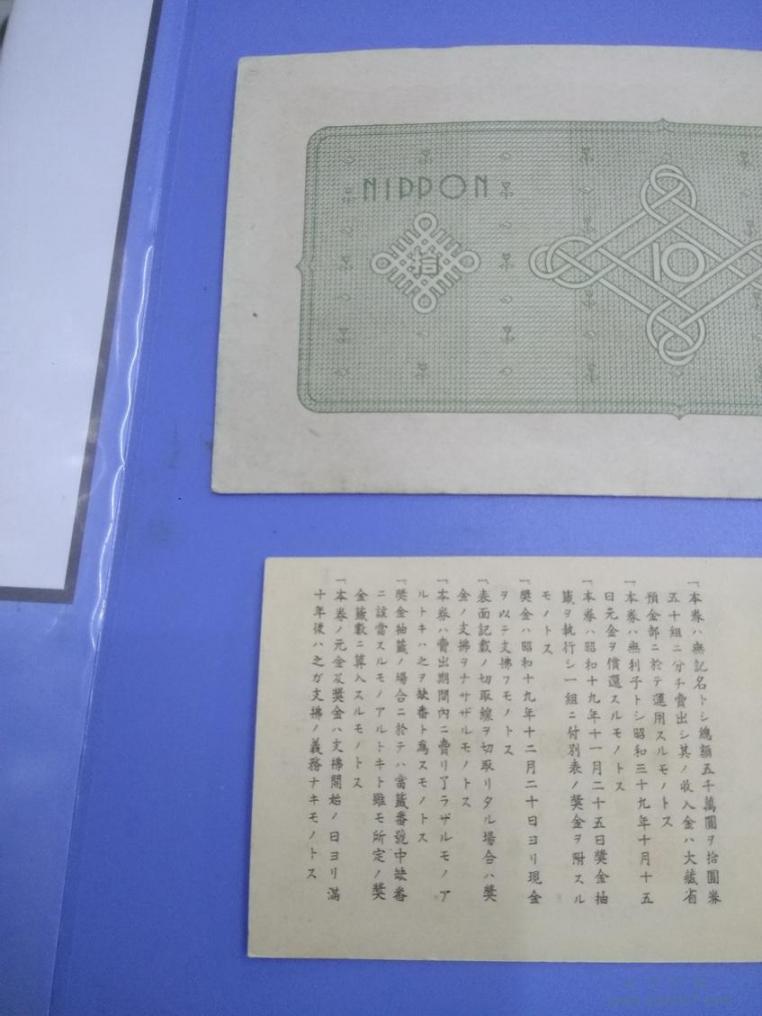 NIPPON
拾
10
一本券ハ無記名トシ總額五千萬圓ヲ拾圓券
五十組ニ分チ賣出シ其ノ收入金ハ大藏省
預金部ニ於テ運用スルモノトス
一本券ハ無利子トシ昭和三十九年十月十五
日元金ヲ償還スルモノトス
一本券ハ昭和十九年十一月二十五日獎金抽
籤ヲ執行シ一組ニ付別表ノ獎金ヲ附スル
モノトス
一獎金ハ昭和十九年十二月二十日ヨリ現金
ヲ以テ支拂フモノトス
一表面記載ノ切取線ヲ切取リタル場合ハ獎
金ノ支拂ヲナサザルモノトス
一本券ハ賣出期間內ニ賣リ了ラザルモノア
ルトキハ之ヲ缺番ト爲スモノトス
一獎金抽籤ノ場合ニ於テハ當籤番號中缺番
ニ該當スルモノアルトキト雖モ所定ノ獎
金籤數ニ算入スルモノトス
一本券ノ元金及獎金ハ支拂開始ノ日ヨリ滿
十年後ハ之ガ支拂ノ義務ナキモノトス